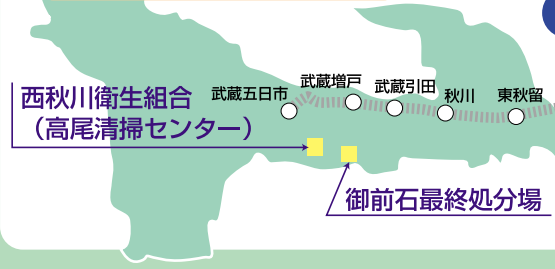 西秋川衛生組合
（高尾清掃センター）
武蔵五日市
武蔵増戸
武蔵引田
秋川
東秋留
御前石最終処分場